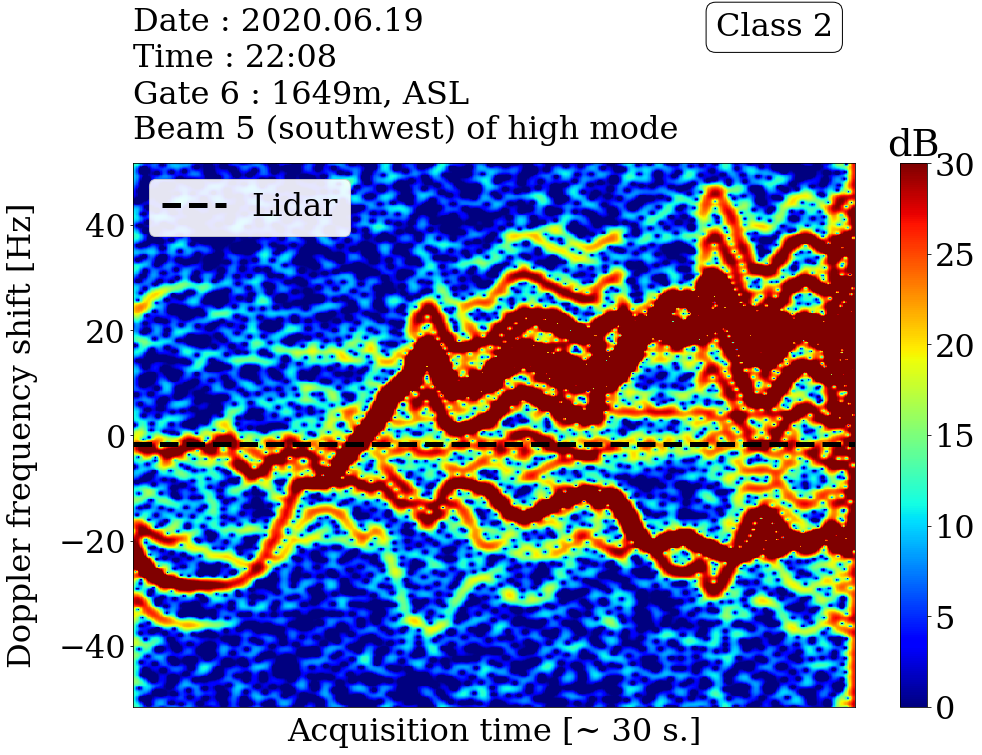 Date : 2020.06.19
Time : 22:08
Gate 6 : 1649m, ASL
Beam 5 (southwest) of high mode
Class 2
dB
Lidar
Doppler frequency shift [Hz]
40
20
0
−20
−40
Acquisition time [~ 30 s.]
30
25
20
15
10
5
0